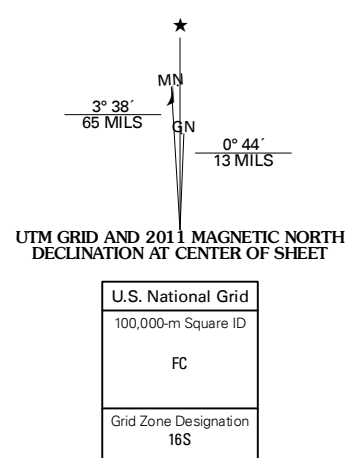 ★
MN
3° 38´
65 MILS
GN
0° 44´
13 MILS
UTM GRID AND 2011 MAGNETIC NORTH
DECLINATION AT CENTER OF SHEET
U.S. National Grid
100,000-m Square ID
FC
Grid Zone Designation
16S